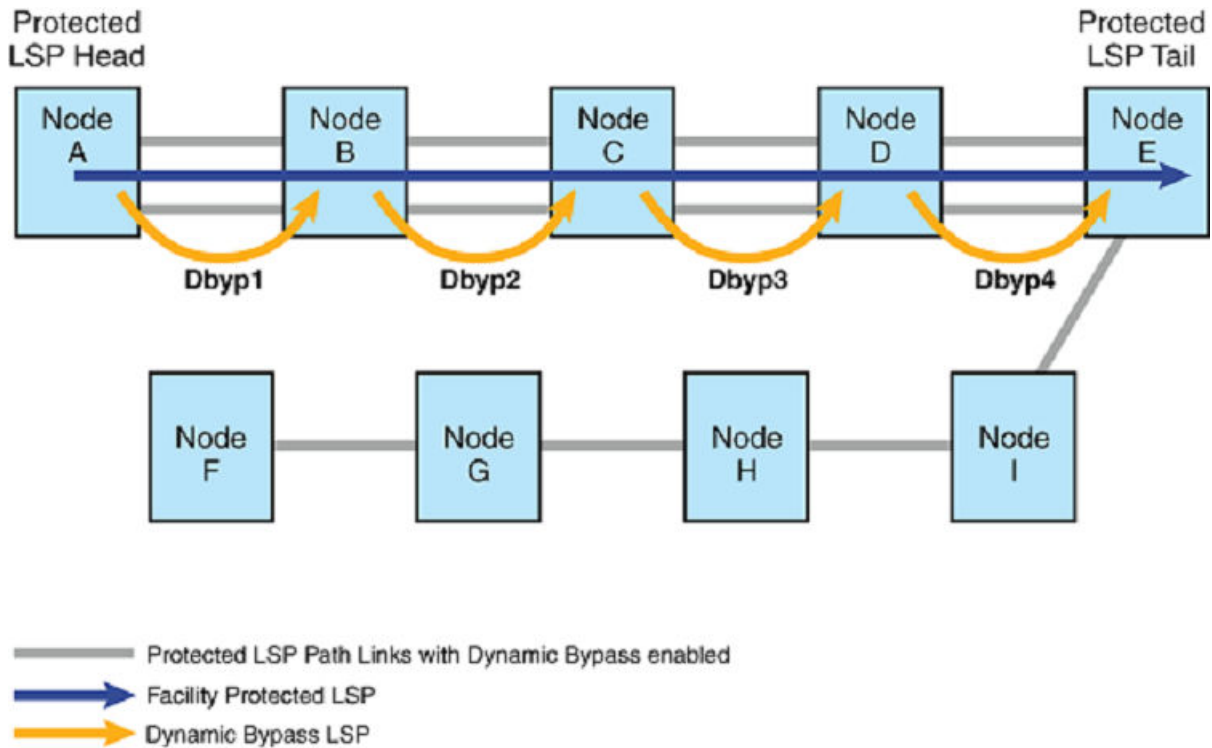 Protected
LSP Head
Protected
LSP Tail
Node
A
Node
B
Node
C
Node
D
Node
E
Dbyp1
Dbyp2
Dbyp3
Dbyp4
Node
F
Node
G
Node
H
Node
I
Protected LSP Path Links with Dynamic Bypass enabled
Facility Protected LSP
Dynamic Bypass LSP